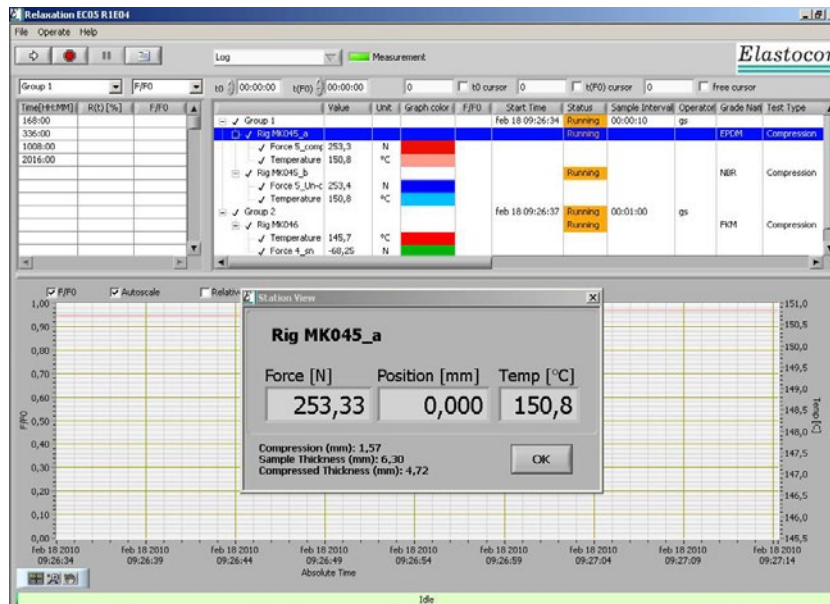 Relaxation EC05 R1E04
File Operate Help
Log
Measurement
Elastocon
Group 1 F/F0 t0 00:00:00 t(F0) 00:00:00 0 t0 cursor 0 t(F0) cursor 0 free cursor
Time[HH:MM] R(t) [%] F/F0
168:00
336:00
1008:00
2016:00
Value Unit Graph color F/F0 Start Time Status Sample Interval Operator Grade Nam Test Type
Group 1 feb 18 09:26:34 Running 00:00:10 gs
Rig MK045_a Running EPDM Compression
Force 5_comp 253,3 N
Temperature 150,8 °C
Rig MK045_b Running NBR Compression
Force 5_Un-c 253,4 N
Temperature 150,8 °C
Group 2 feb 18 09:26:37 Running 00:01:00 gs
Rig MK046 Running FKM Compression
Temperature 145,7 °C
Force 4_sn -68,25 N
F/F0 Autoscale Relative
Station View
Rig MK045_a
Force [N] Position [mm] Temp [°C]
253,33 0,000 150,8
Compression (mm): 1,57
Sample Thickness (mm): 6,30
Compressed Thickness (mm): 4,72
OK
1,00
0,90
0,80
0,70
0,60
0,50
0,40
0,30
0,20
0,10
0,00
F/F0
151,0
150,5
150,0
149,5
149,0
148,5
148,0
147,5
147,0
146,5
146,0
145,5
Temp [C]
feb 18 2010 feb 18 2010 feb 18 2010 feb 18 2010 feb 18 2010 feb 18 2010 feb 18 2010 feb 18 2010 feb 18 2010
09:26:34 09:26:39 09:26:44 09:26:49 09:26:54 09:26:59 09:27:04 09:27:09 09:27:14
Absolute Time
Idle